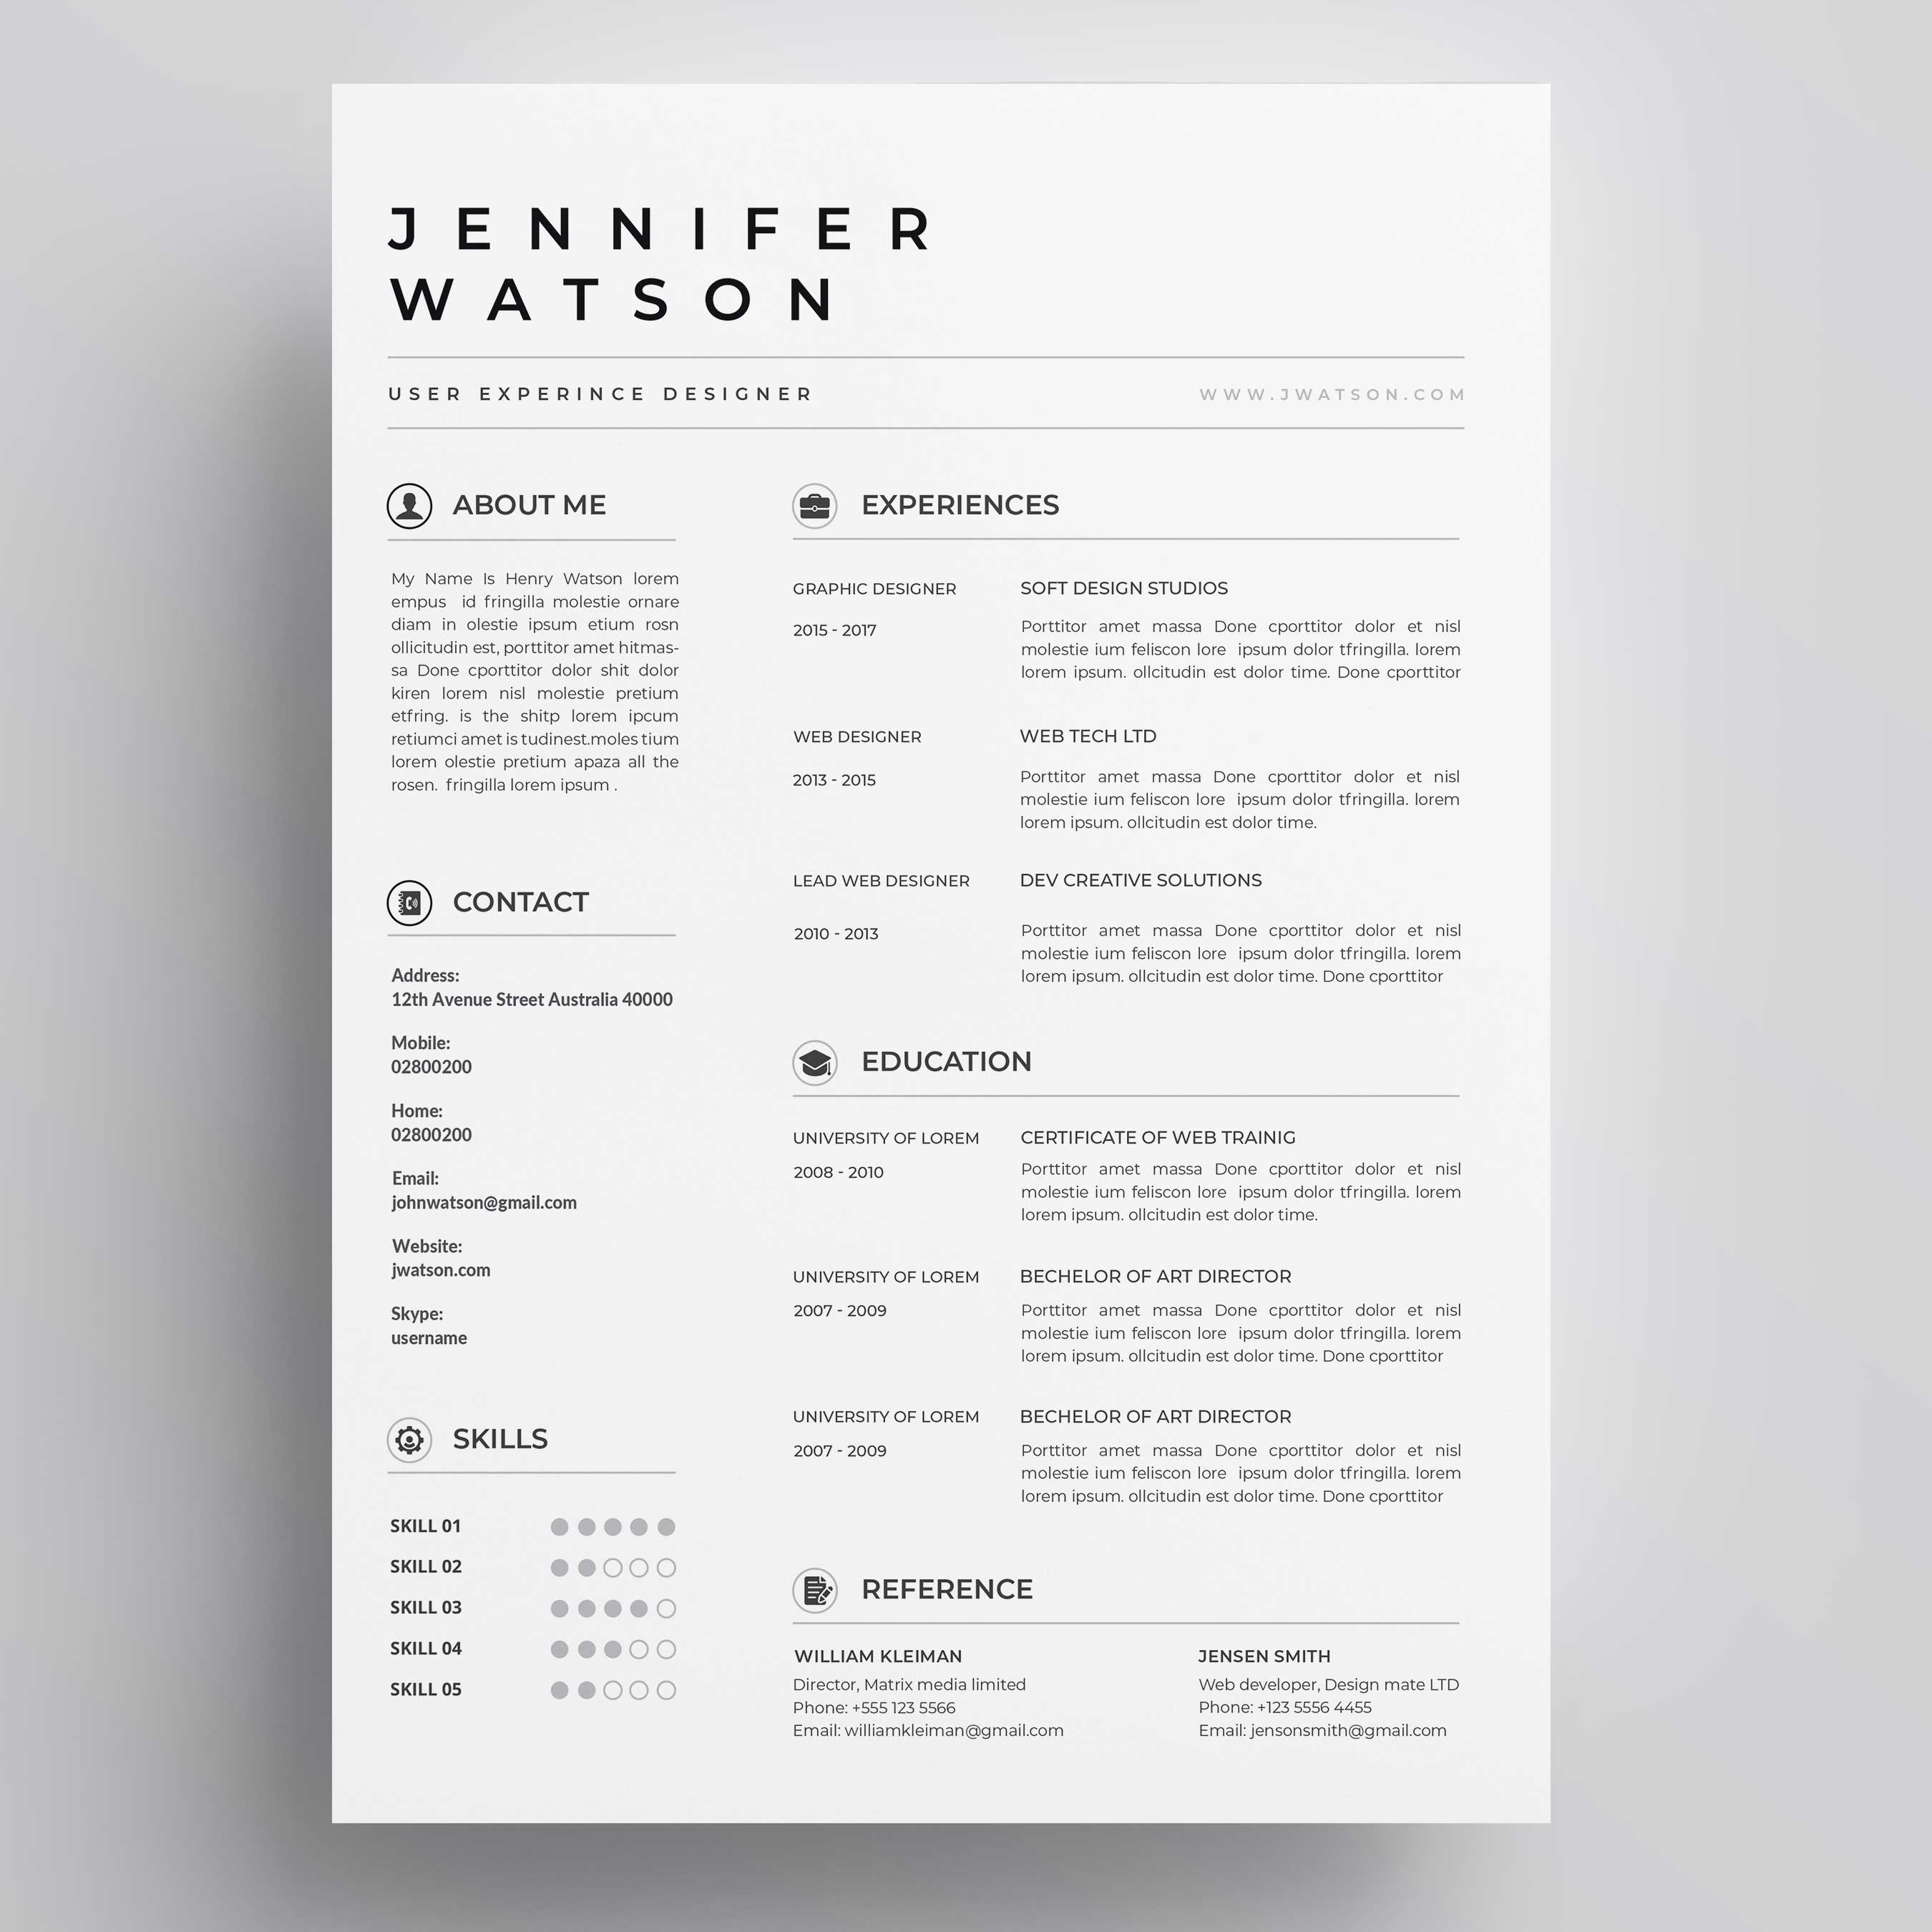 JENNIFER
WATSON
USER EXPERINCE DESIGNER
WWW.JWATSON.COM
ABOUT ME
My Name Is Henry Watson lorem
empus id fringilla molestie ornare
diam in olestie ipsum etium rosn
ollicitudin est, porttitor amet hitmas-
sa Done cporttitor dolor shit dolor
kiren lorem nisl molestie pretium
etfring. is the shitp lorem ipcum
retiumci amet is tudinest.moles tium
lorem olestie pretium apaza all the
rosen. fringilla lorem ipsum .
CONTACT
Address:
12th Avenue Street Australia 40000
Mobile:
02800200
Home:
02800200
Email:
johnwatson@gmail.com
Website:
jwatson.com
Skype:
username
SKILLS
SKILL 01
SKILL 02
SKILL 03
SKILL 04
SKILL 05
EXPERIENCES
GRAPHIC DESIGNER
2015 - 2017
SOFT DESIGN STUDIOS
Porttitor amet massa Done cporttitor dolor et nisl
molestie ium feliscon lore ipsum dolor tfringilla. lorem
lorem ipsum. ollcitudin est dolor time. Done cporttitor
WEB DESIGNER
2013 - 2015
WEB TECH LTD
Porttitor amet massa Done cporttitor dolor et nisl
molestie ium feliscon lore ipsum dolor tfringilla. lorem
lorem ipsum. ollcitudin est dolor time.
LEAD WEB DESIGNER
2010 - 2013
DEV CREATIVE SOLUTIONS
Porttitor amet massa Done cporttitor dolor et nisl
molestie ium feliscon lore ipsum dolor tfringilla. lorem
lorem ipsum. ollcitudin est dolor time. Done cporttitor
EDUCATION
UNIVERSITY OF LOREM
2008 - 2010
CERTIFICATE OF WEB TRAINIG
Porttitor amet massa Done cporttitor dolor et nisl
molestie ium feliscon lore ipsum dolor tfringilla. lorem
lorem ipsum. ollcitudin est dolor time.
UNIVERSITY OF LOREM
2007 - 2009
BECHELOR OF ART DIRECTOR
Porttitor amet massa Done cporttitor dolor et nisl
molestie ium feliscon lore ipsum dolor tfringilla. lorem
lorem ipsum. ollcitudin est dolor time. Done cporttitor
UNIVERSITY OF LOREM
2007 - 2009
BECHELOR OF ART DIRECTOR
Porttitor amet massa Done cporttitor dolor et nisl
molestie ium feliscon lore ipsum dolor tfringilla. lorem
lorem ipsum. ollcitudin est dolor time. Done cporttitor
REFERENCE
WILLIAM KLEIMAN
Director, Matrix media limited
Phone: +555 123 5566
Email: williamkleiman@gmail.com
JENSEN SMITH
Web developer, Design mate LTD
Phone: +123 5556 4455
Email: jensonsmith@gmail.com